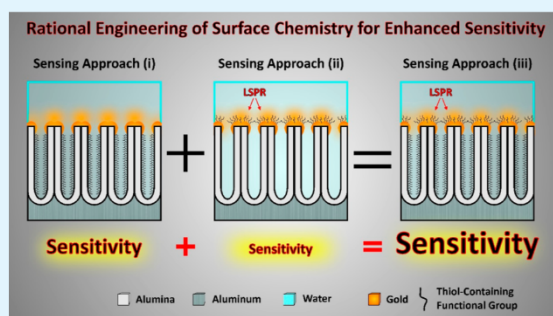 Rational Engineering of Surface Chemistry for Enhanced Sensitivity
Sensing Approach (i) Sensing Approach (ii) Sensing Approach (iii)
LSPR LSPR
+ =
Sensitivity + Sensitivity = Sensitivity
Alumina Aluminum Water Gold Thiol-Containing
Functional Group